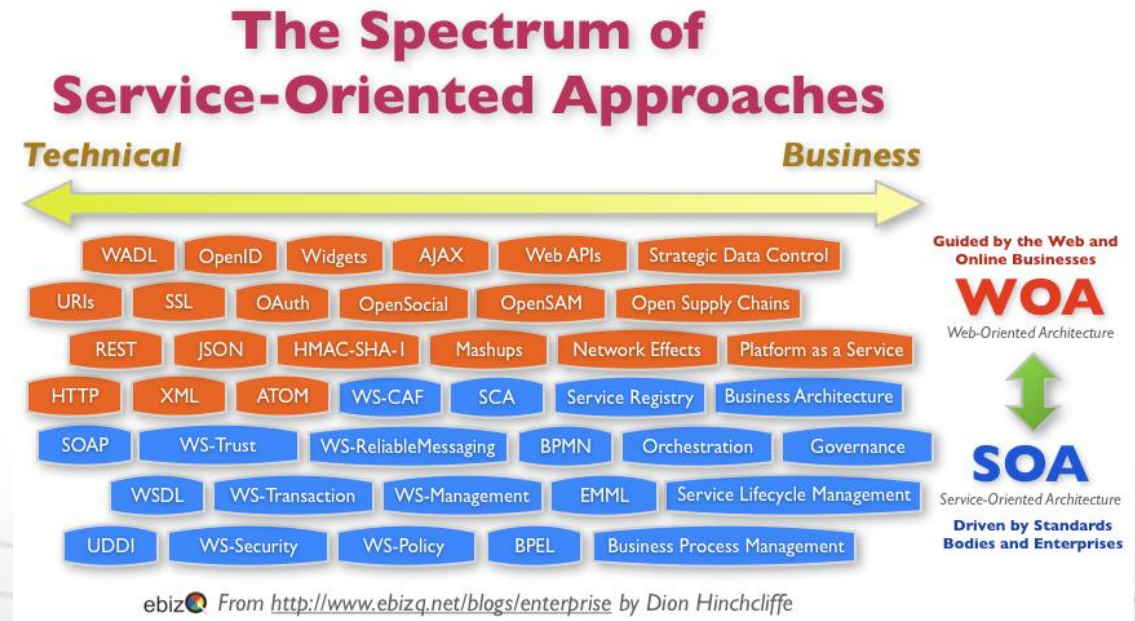 The Spectrum of
Service-Oriented Approaches
Technical Business
WADL OpenID Widgets AJAX Web APIs Strategic Data Control
URIs SSL OAuth OpenSocial OpenSAM Open Supply Chains
REST JSON HMAC-SHA-1 Mashups Network Effects Platform as a Service
HTTP XML ATOM WS-CAF SCA Service Registry Business Architecture
SOAP WS-Trust WS-ReliableMessaging BPMN Orchestration Governance
WSDL WS-Transaction WS-Management EMML Service Lifecycle Management
UDDI WS-Security WS-Policy BPEL Business Process Management
Guided by the Web and
Online Businesses
WOA
Web-Oriented Architecture
SOA
Service-Oriented Architecture
Driven by Standards
Bodies and Enterprises
ebizQ From http://www.ebizq.net/blogs/enterprise by Dion Hinchcliffe